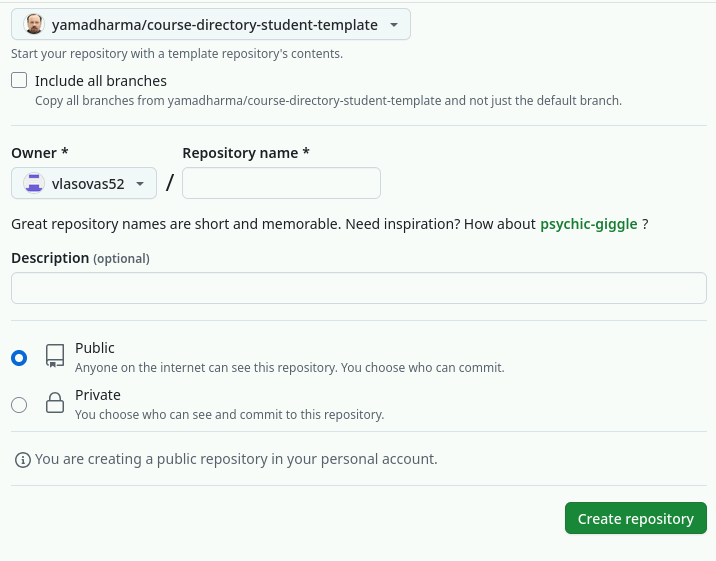 yamadharma/course-directory-student-template
Start your repository with a template repository's contents.
Include all branches
Copy all branches from yamadharma/course-directory-student-template and not just the default branch.
Owner * Repository name *
vlasovas52 /
Great repository names are short and memorable. Need inspiration? How about psychic-giggle ?
Description (optional)
Public
Anyone on the internet can see this repository. You choose who can commit.
Private
You choose who can see and commit to this repository.
You are creating a public repository in your personal account.
Create repository